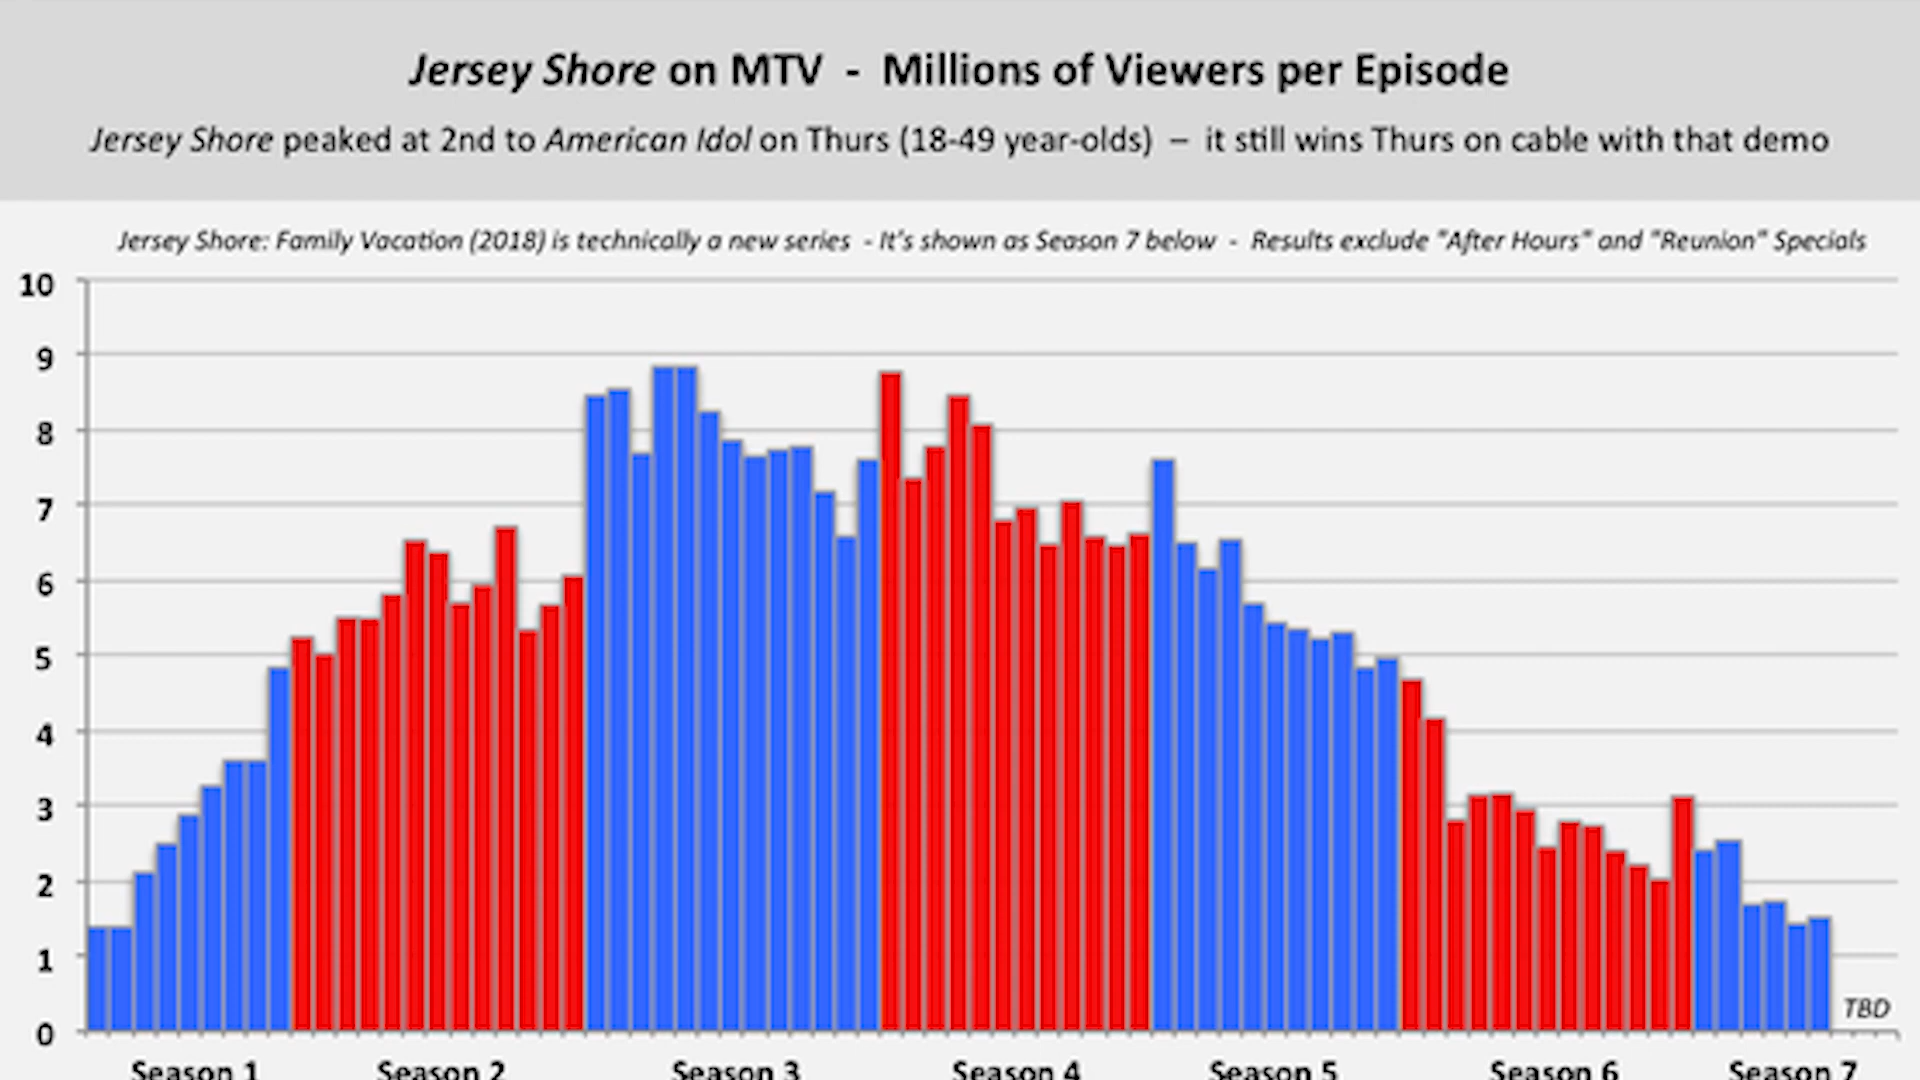 Jersey Shore on MTV - Millions of Viewers per Episode
Jersey Shore peaked at 2nd to American Idol on Thurs (18-49 year-olds) – it still wins Thurs on cable with that demo
Jersey Shore: Family Vacation (2018) is technically a new series - It's shown as Season 7 below - Results exclude "After Hours" and "Reunion" Specials
10
9
8
7
6
5
4
3
2
1
0
TBD
Season 1 Season 2 Season 3 Season 4 Season 5 Season 6 Season 7